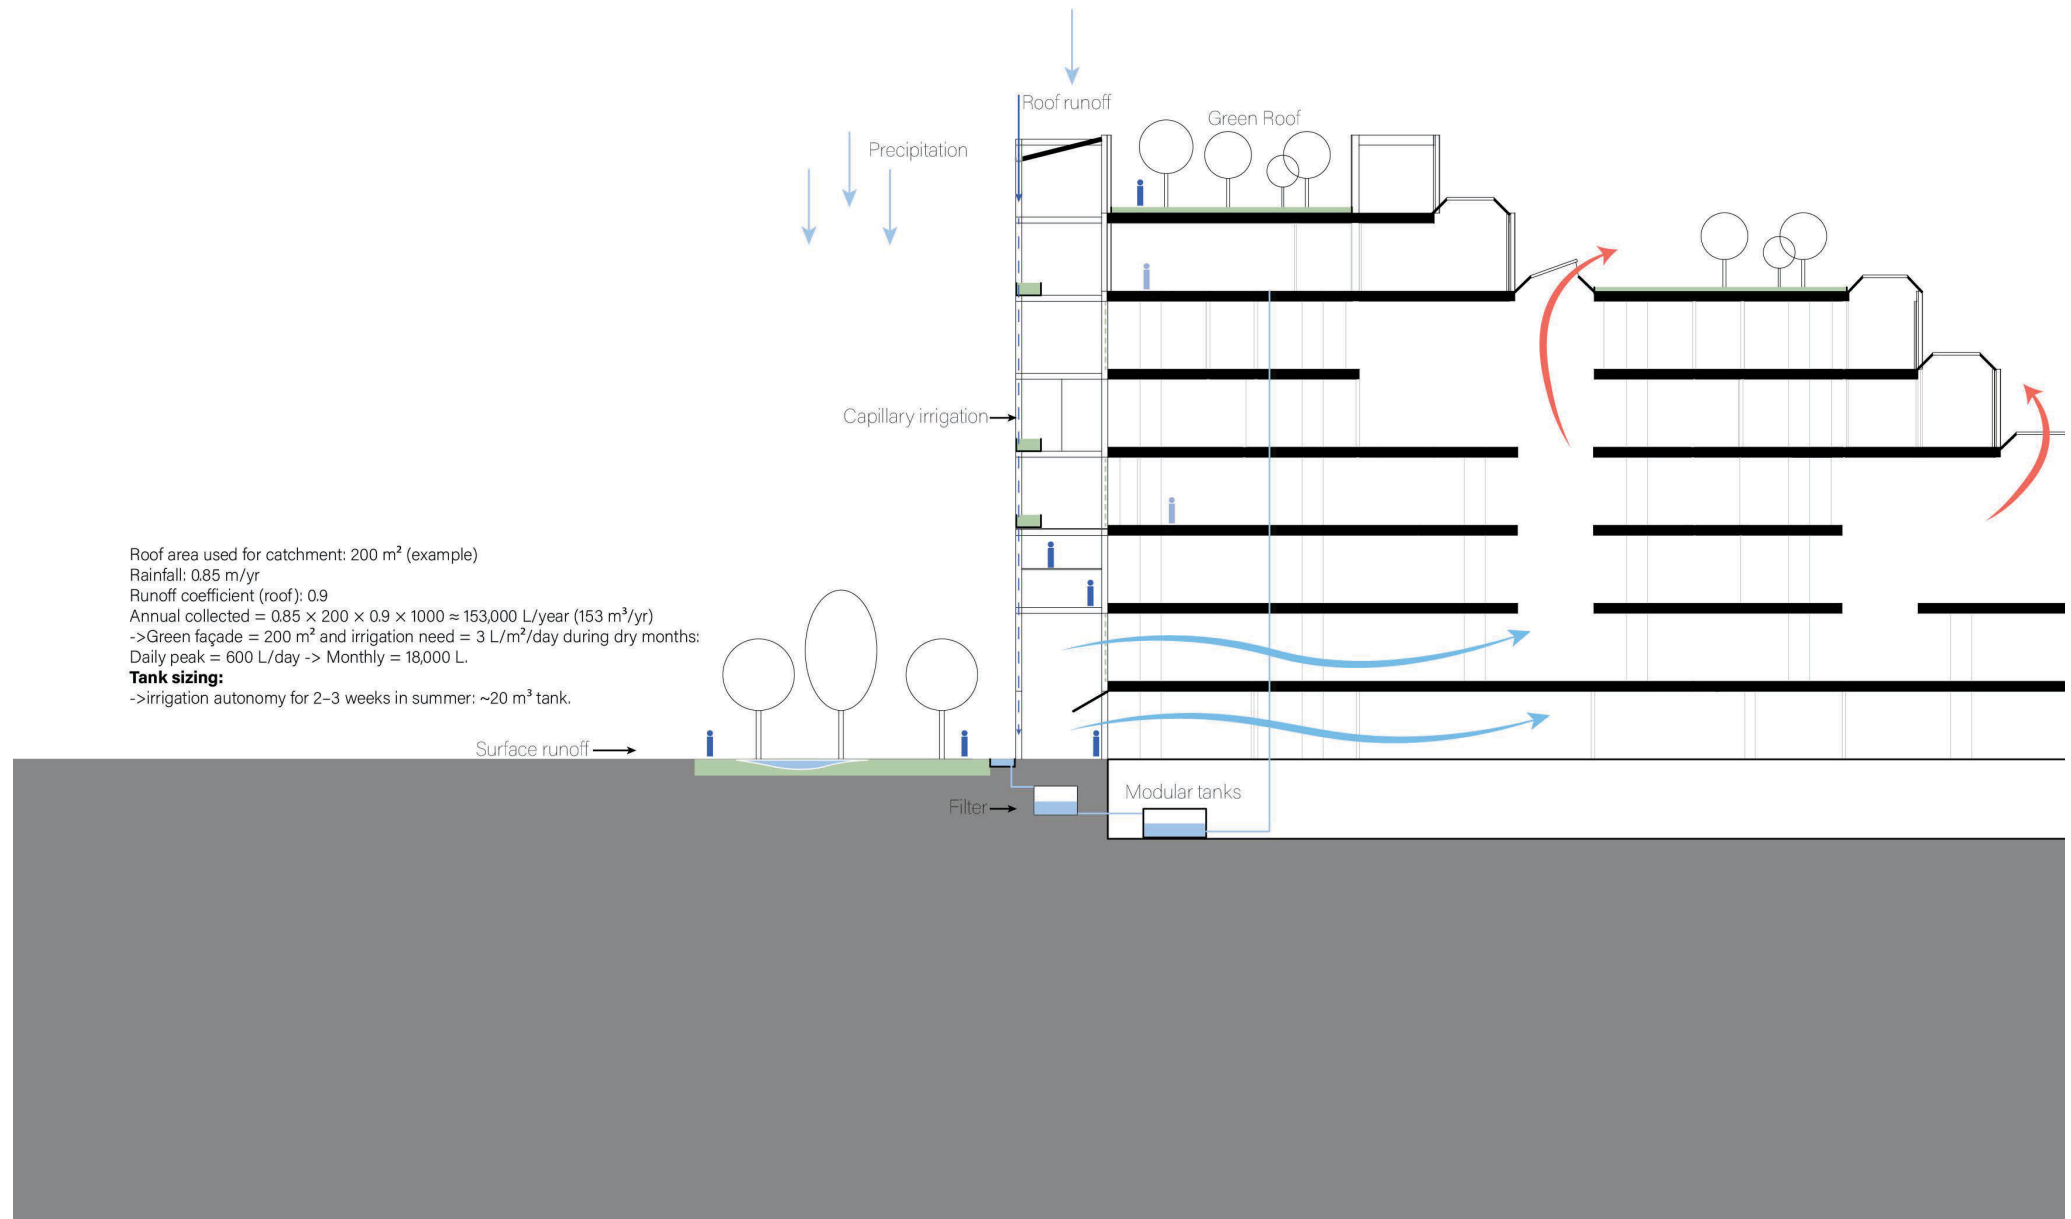 Roof runoff
Green Roof
Precipitation
Capillary irrigation
Roof area used for catchment: 200 m² (example)
Rainfall: 0.85 m/yr
Runoff coefficient (roof): 0.9
Annual collected = 0.85 × 200 × 0.9 × 1000 ≈ 153,000 L/year (153 m³/yr)
->Green façade = 200 m² and irrigation need = 3 L/m²/day during dry months:
Daily peak = 600 L/day -> Monthly = 18,000 L.
Tank sizing:
->irrigation autonomy for 2–3 weeks in summer: ~20 m³ tank.
Surface runoff
Filter
Modular tanks